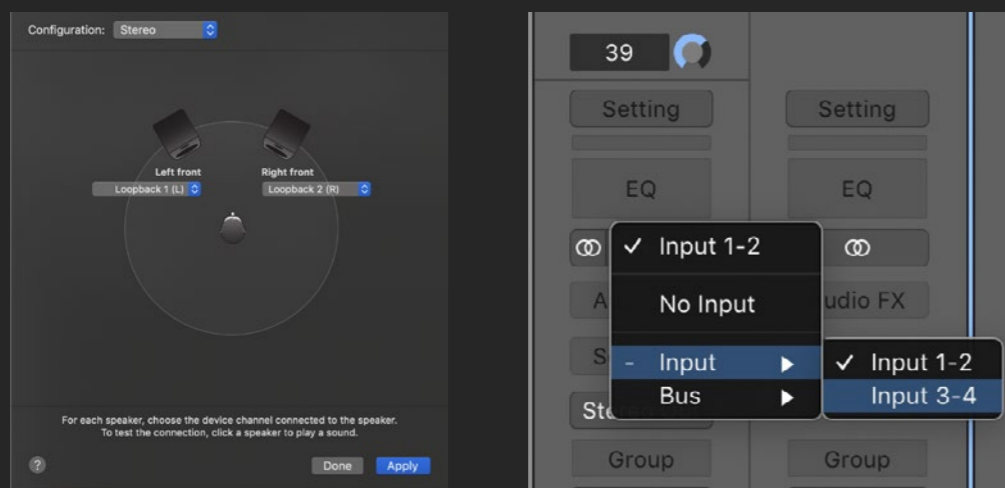 Configuration: Stereo
Left front
Right front
Loopback 1 (L)
Loopback 2 (R)
For each speaker, choose the device channel connected to the speaker.
To test the connection, click a speaker to play a sound.
?
Done
Apply
39
Setting
Setting
EQ
EQ
Input 1-2
No Input
A
udio FX
S
- Input
Bus
Input 1-2
Input 3-4
Ste
Group
Group